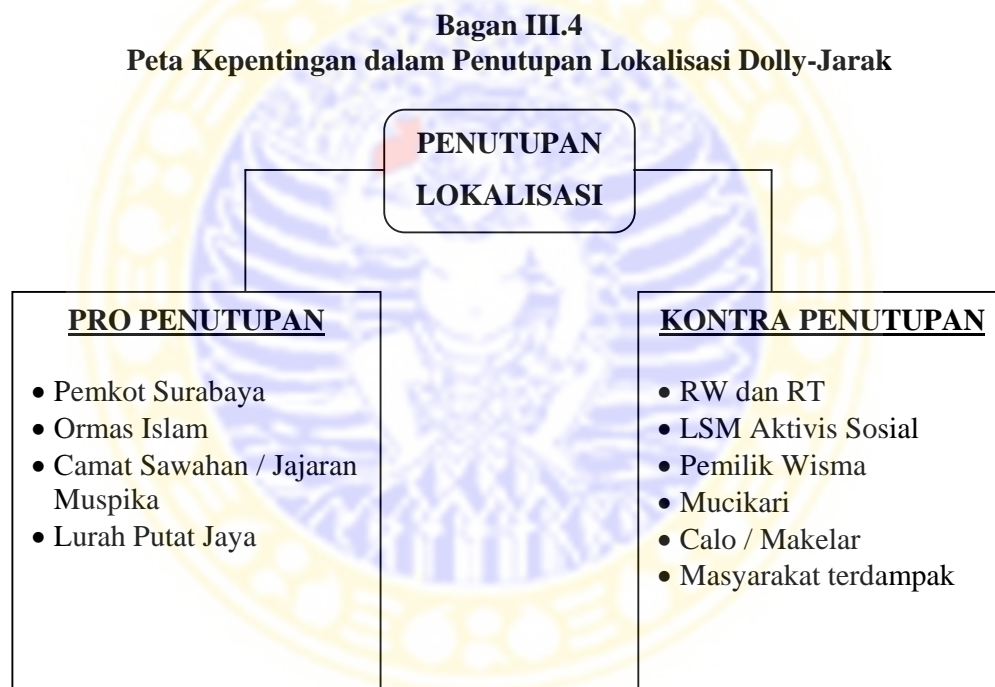 Bagan III.4
Peta Kepentingan dalam Penutupan Lokalisasi Dolly-Jarak
PENUTUPAN
LOKALISASI
PRO PENUTUPAN
• Pemkot Surabaya
• Ormas Islam
• Camat Sawahan / Jajaran
Muspika
• Lurah Putat Jaya
KONTRA PENUTUPAN
• RW dan RT
• LSM Aktivis Sosial
• Pemilik Wisma
• Mucikari
• Calo / Makelar
• Masyarakat terdampak